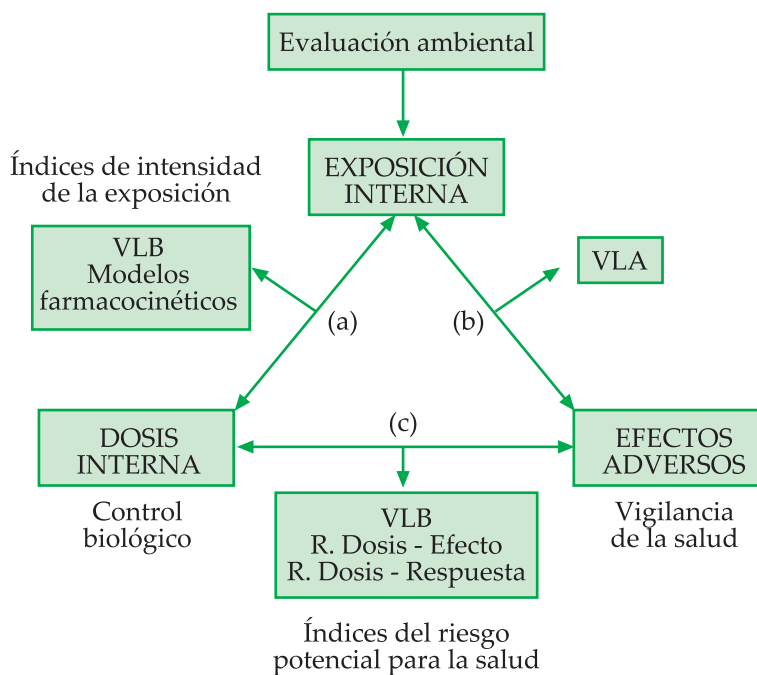 Evaluación ambiental
EXPOSICIÓN
INTERNA
Índices de intensidad
de la exposición
VLB
Modelos
farmacocinéticos
VLA
(a)
(b)
(c)
DOSIS
INTERNA
Control
biológico
EFECTOS
ADVERSOS
Vigilancia
de la salud
VLB
R. Dosis - Efecto
R. Dosis - Respuesta
Índices del riesgo
potencial para la salud